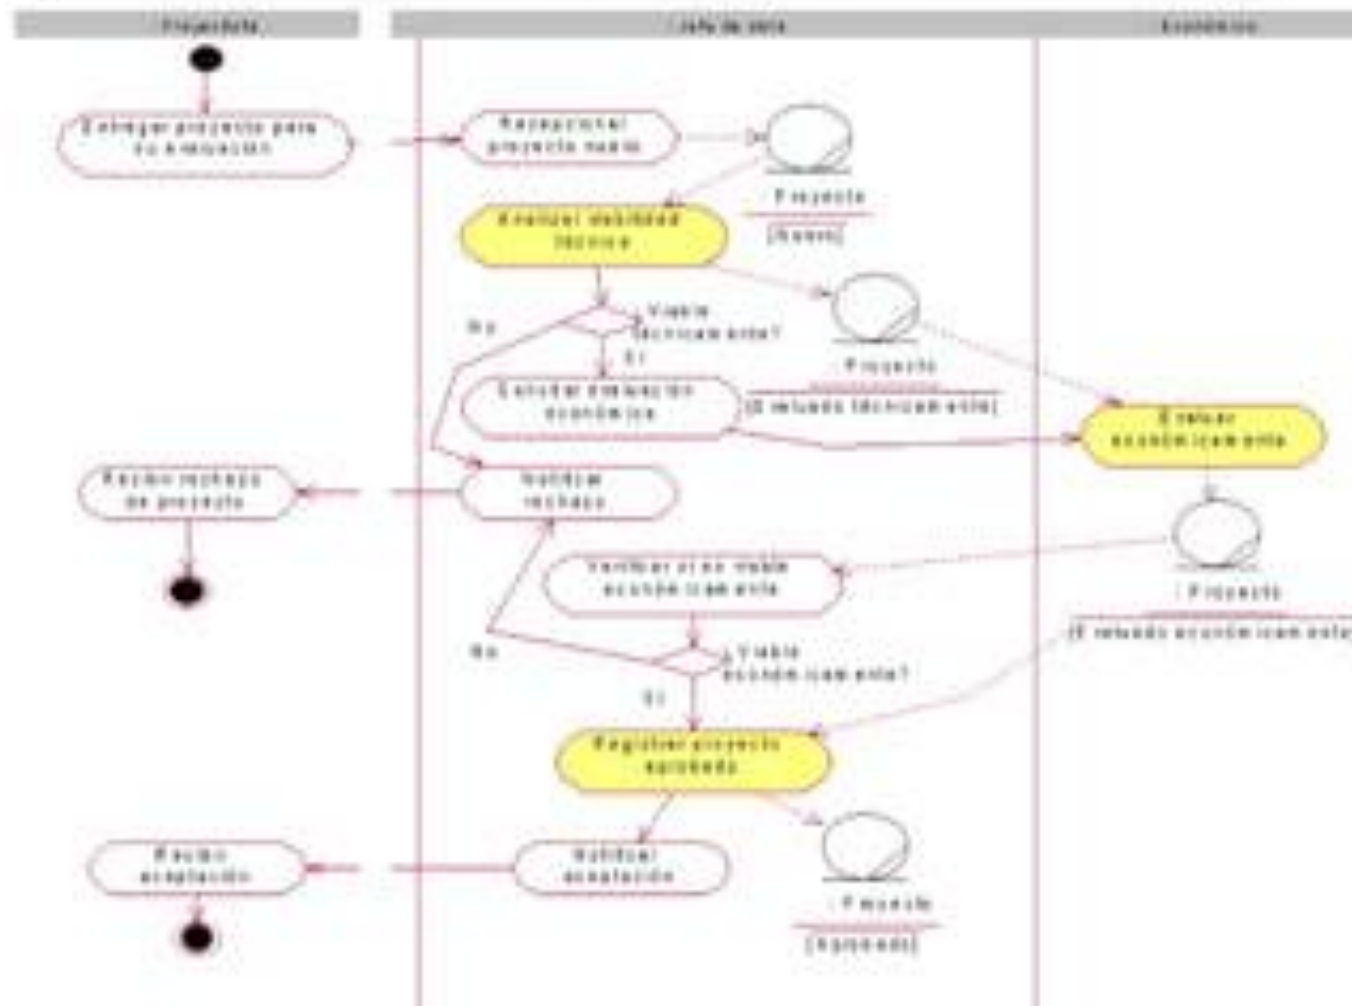 Proyectista
Jefe de obra
Económico
Entregar proyecto para
su evaluación
Recepcionar
proyecto nuevo
: Proyecto
[Nuevo]
Analizar viabilidad
técnica
¿Viable
técnicamente?
No
Si
: Proyecto
[Evaluado técnicamente]
Solicitar evaluación
económica
Evaluar
económicamente
Recibir rechazo
de proyecto
Notificar
rechazo
Verificar si es viable
económicamente
: Proyecto
[Evaluado económicamente]
No
¿Viable
económicamente?
Si
Registrar proyecto
aprobado
Recibir
aceptación
Notificar
aceptación
: Proyecto
[Aprobado]